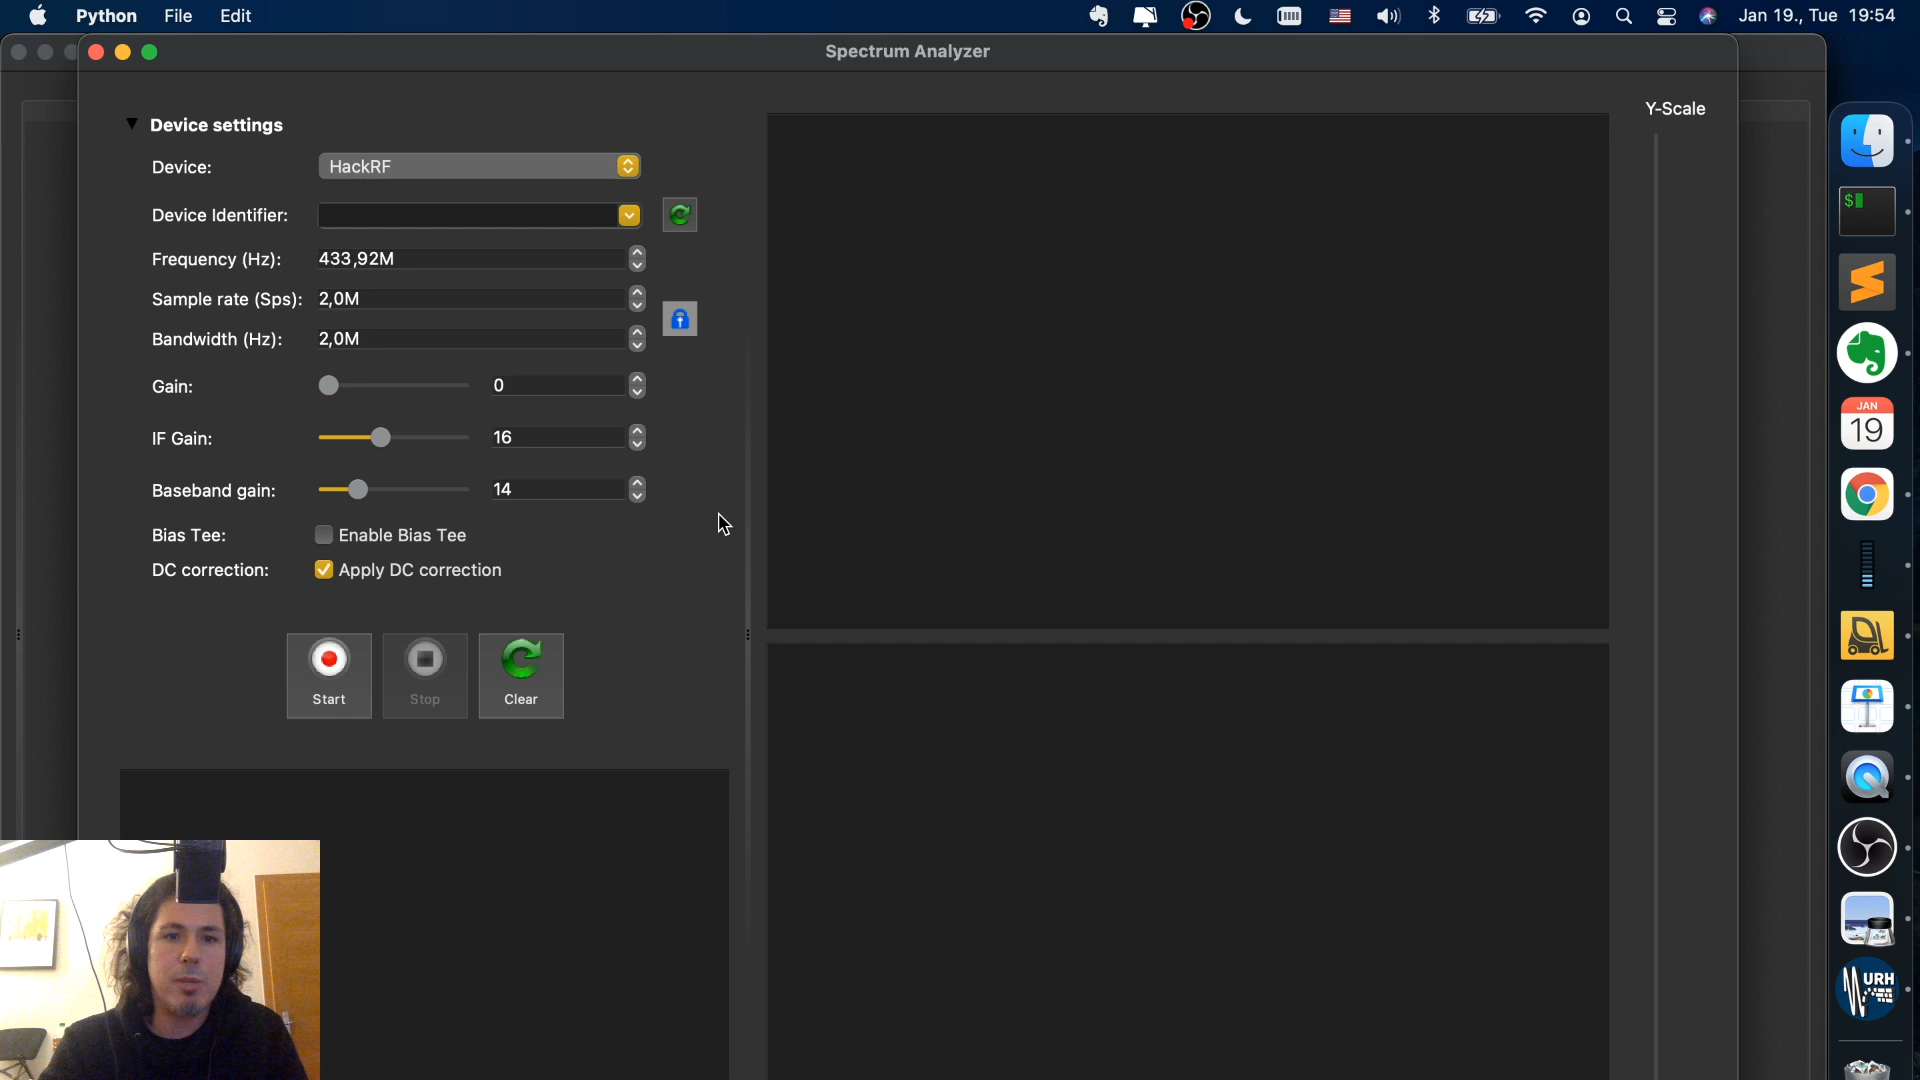 Python File Edit Jan 19., Tue 19:54
Spectrum Analyzer
Y-Scale
Device settings
Device: HackRF
Device Identifier:
Frequency (Hz): 433,92M
Sample rate (Sps): 2,0M
Bandwidth (Hz): 2,0M
Gain: 0
IF Gain: 16
Baseband gain: 14
Bias Tee: Enable Bias Tee
DC correction: Apply DC correction
Start Stop Clear
$
JAN
19
URH